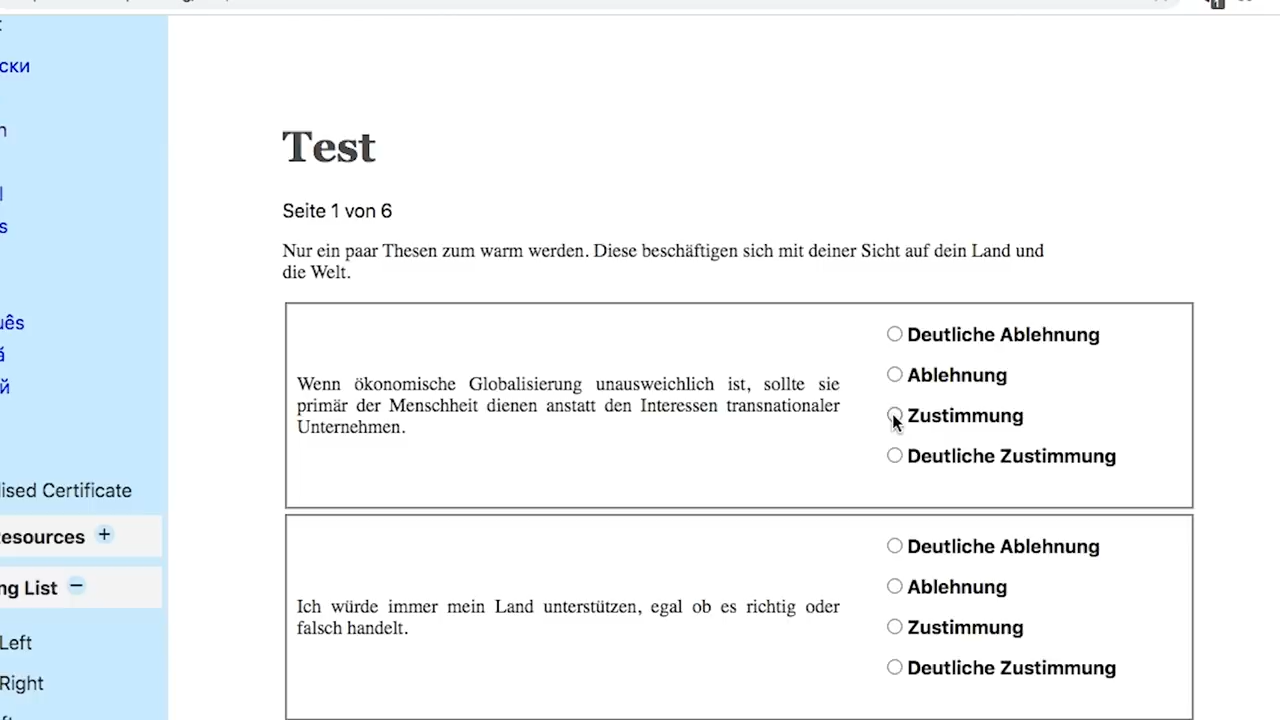 ски
uês
Test
Seite 1 von 6
Nur ein paar Thesen zum warm werden. Diese beschäftigen sich mit deiner Sicht auf dein Land und
die Welt.
Wenn ökonomische Globalisierung unausweichlich ist, sollte sie
primär der Menschheit dienen anstatt den Interessen transnationaler
Unternehmen.
Deutliche Ablehnung
Ablehnung
Zustimmung
Deutliche Zustimmung
ised Certificate
esources +
ng List −
Left
Right
Ich würde immer mein Land unterstützen, egal ob es richtig oder
falsch handelt.
Deutliche Ablehnung
Ablehnung
Zustimmung
Deutliche Zustimmung